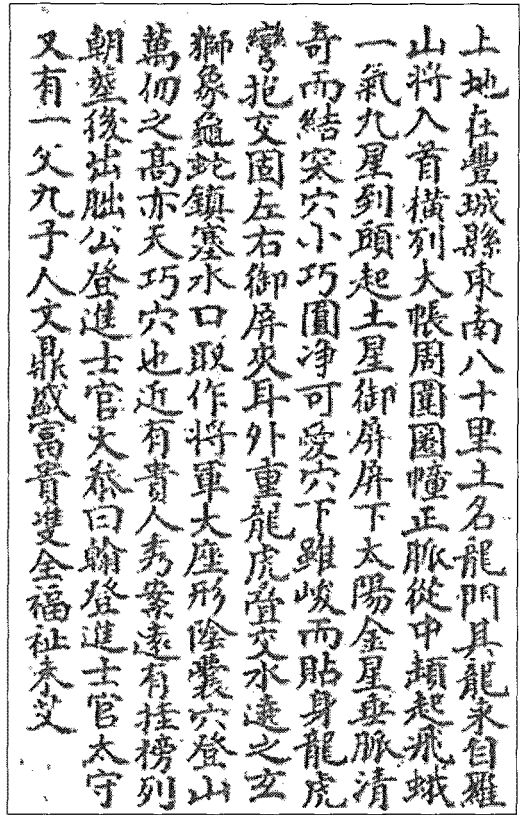 上地在豐城縣東南八十里土名龍門其龍來自羅
山將入首橫列大帳周圍圈幢正脈從中頓起飛蛾
一氣九星到頭起土星御屏屏下太陽金星垂脈清
奇而結突穴小巧圓净可愛穴下雖峻而貼身龍虎
彎抱交固左右御屏夾耳外重龍虎疊交水遶之玄
獅象龜蛇鎮塞水口取作將軍大座形陰囊穴登山
萬仞之高亦天巧穴也近有貴人秀案遠有挂榜列
朝塟後出朏公登進士官大叅曰翰登進士官太守
又有一父九子人文鼎盛富貴雙全福祉未艾